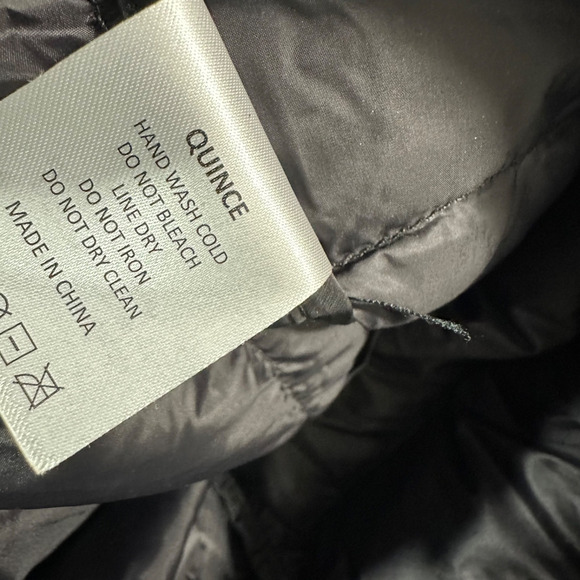 QUINCE
HAND WASH COLD
DO NOT BLEACH
LINE DRY
DO NOT IRON
DO NOT DRY CLEAN
MADE IN CHINA